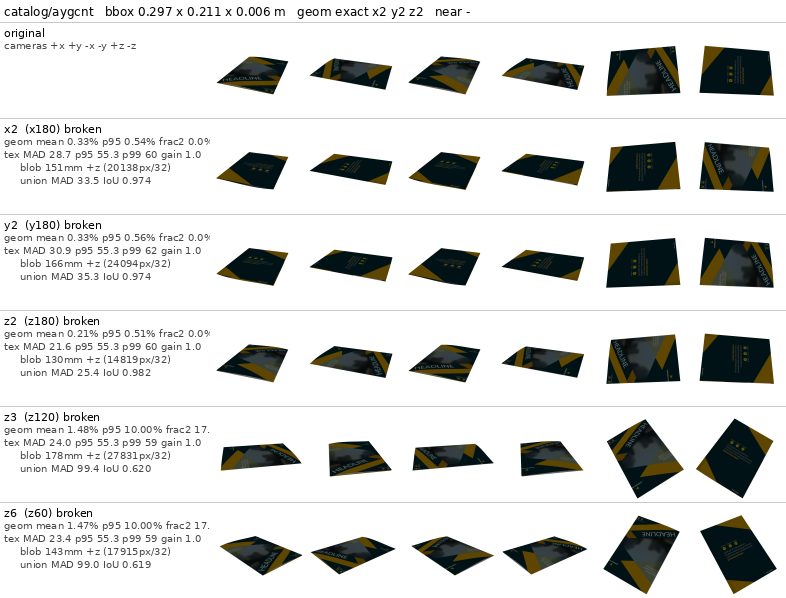 catalog/aygcnt bbox 0.297 x 0.211 x 0.006 m geom exact x2 y2 z2 near -
original
cameras +x +y -x -y +z -z
HEADLINE
HEADLINE
x2 (x180) broken
geom mean 0.33% p95 0.54% frac2 0.0%
tex MAD 28.7 p95 55.3 p99 60 gain 1.0
blob 151mm +z (20138px/32)
union MAD 33.5 IoU 0.974
HEADLINE
y2 (y180) broken
geom mean 0.33% p95 0.56% frac2 0.0%
tex MAD 30.9 p95 55.3 p99 62 gain 1.0
blob 166mm +z (24094px/32)
union MAD 35.3 IoU 0.974
HEADLINE
z2 (z180) broken
geom mean 0.21% p95 0.51% frac2 0.0%
tex MAD 21.6 p95 55.3 p99 60 gain 1.0
blob 130mm +z (14819px/32)
union MAD 25.4 IoU 0.982
HEADLINE
HEADLINE
z3 (z120) broken
geom mean 1.48% p95 10.00% frac2 17.
tex MAD 24.0 p95 55.3 p99 59 gain 1.0
blob 178mm +z (27831px/32)
union MAD 99.4 IoU 0.620
HEADLINE
HEADLINE
z6 (z60) broken
geom mean 1.47% p95 10.00% frac2 17.
tex MAD 23.4 p95 55.3 p99 59 gain 1.0
blob 143mm +z (17915px/32)
union MAD 99.0 IoU 0.619
HEADLINE
HEADLINE